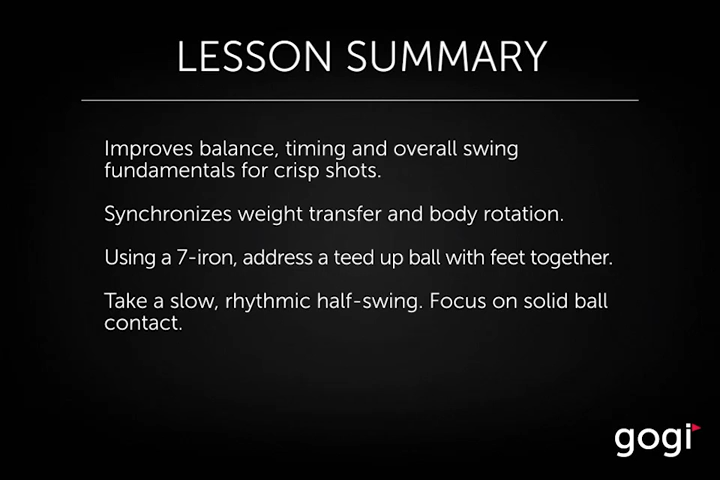 LESSON SUMMARY
Improves balance, timing and overall swing
fundamentals for crisp shots.
Synchronizes weight transfer and body rotation.
Using a 7-iron, address a teed up ball with feet together.
Take a slow, rhythmic half-swing. Focus on solid ball
contact.
gogi